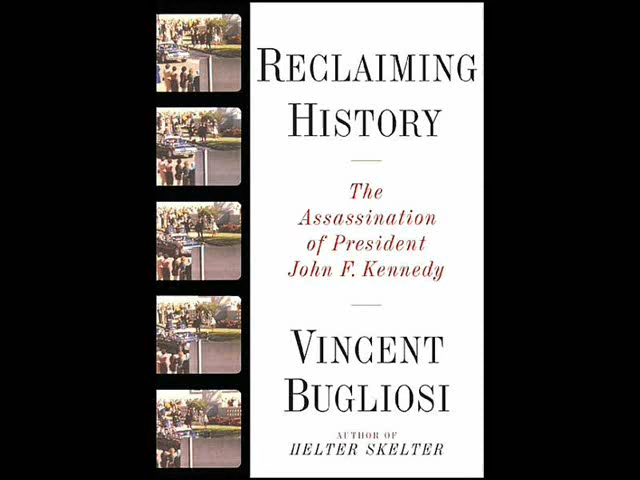 RECLAIMING
HISTORY
The
Assassination
of President
John F. Kennedy
VINCENT
BUGLIOSI
AUTHOR OF
HELTER SKELTER